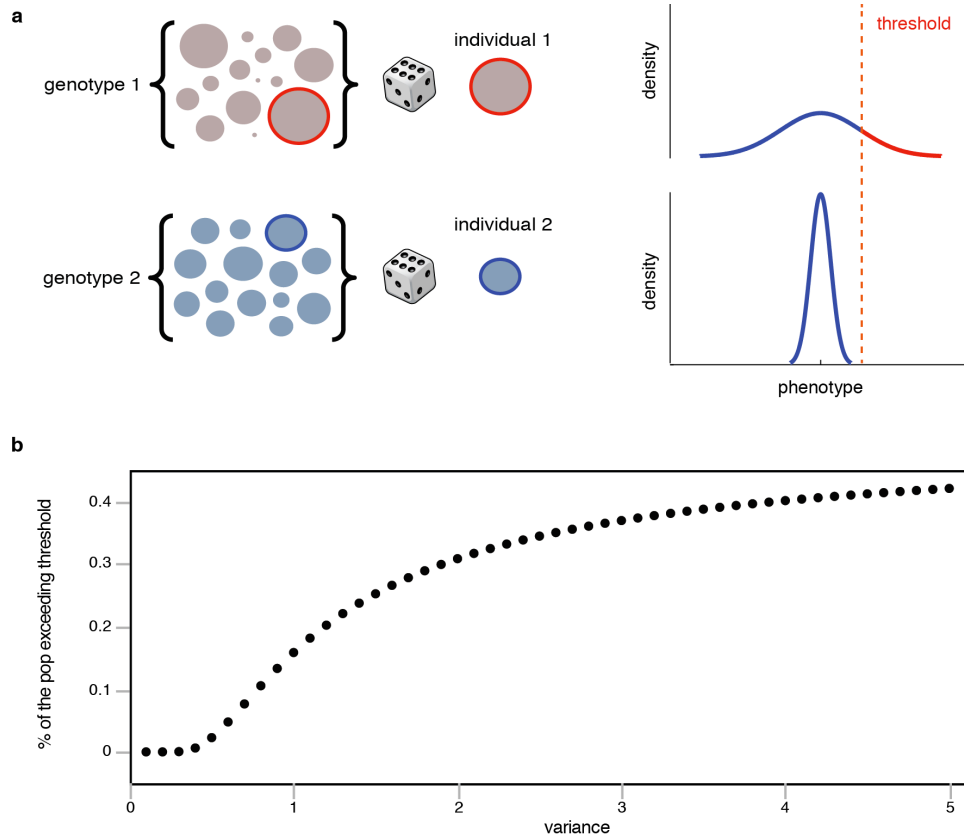 a
genotype 1
individual 1
threshold
density
genotype 2
individual 2
density
phenotype
b
% of the pop exceeding threshold
0.4
0.3
0.2
0.1
0
0
1
2
3
4
5
variance